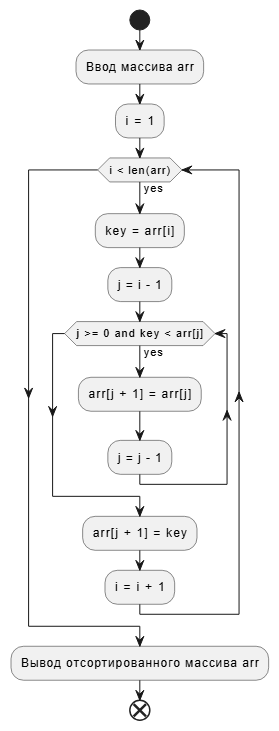 Ввод массива arr
i = 1
i < len(arr)
yes
key = arr[i]
j = i - 1
j >= 0 and key < arr[j]
yes
arr[j + 1] = arr[j]
j = j - 1
arr[j + 1] = key
i = i + 1
Вывод отсортированного массива arr